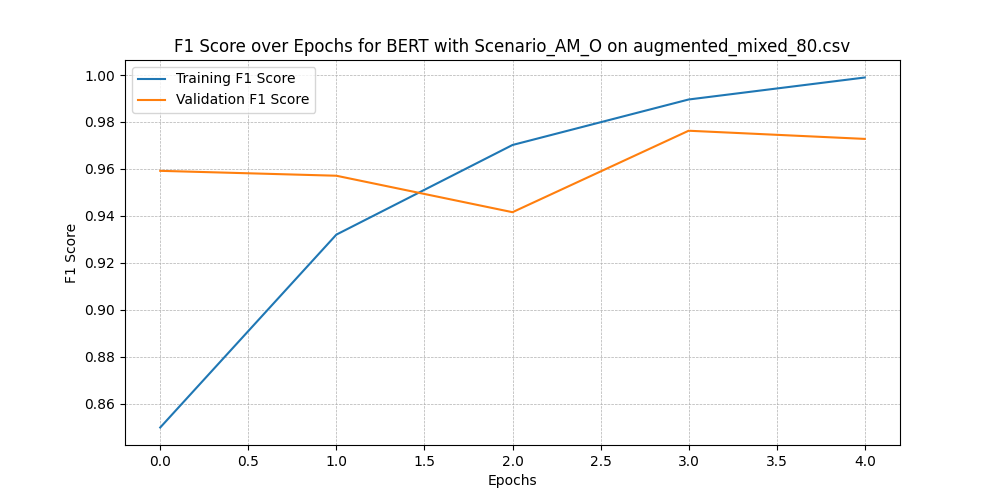 F1 Score over Epochs for BERT with Scenario_AM_O on augmented_mixed_80.csv
Training F1 Score
Validation F1 Score
F1 Score
1.00
0.98
0.96
0.94
0.92
0.90
0.88
0.86
0.0 0.5 1.0 1.5 2.0 2.5 3.0 3.5 4.0
Epochs